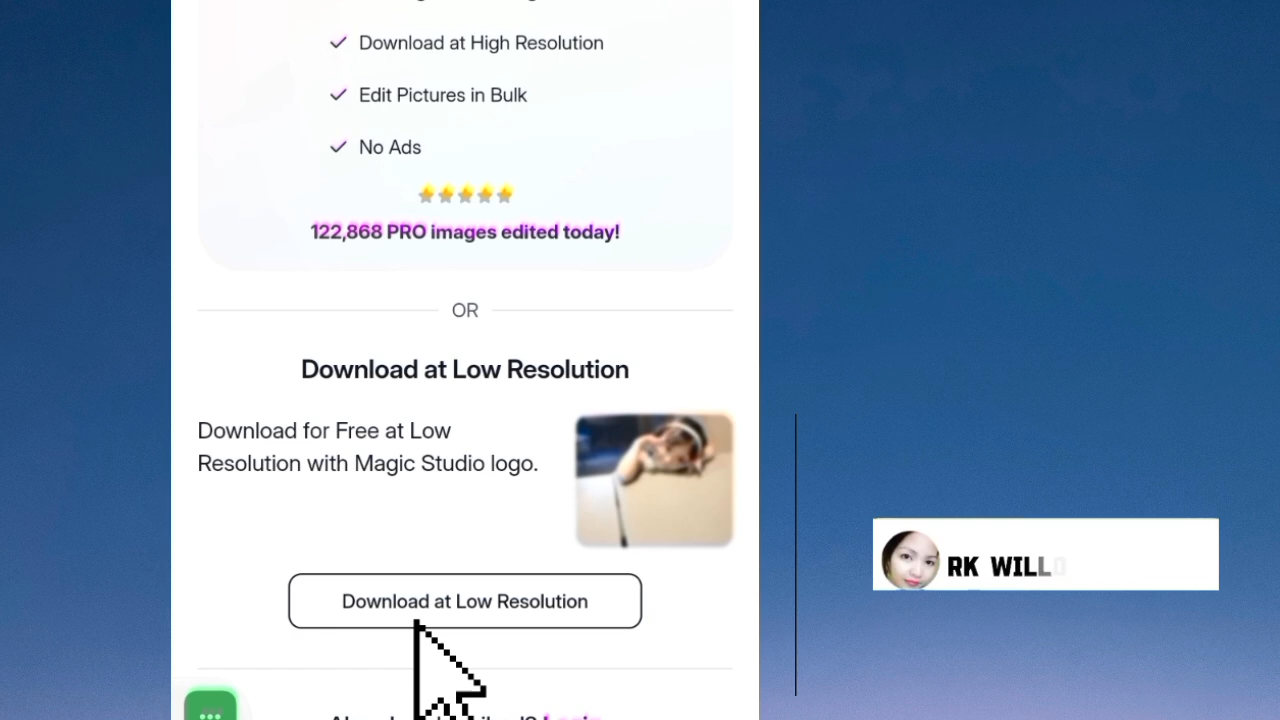 Download at High Resolution
Edit Pictures in Bulk
No Ads
122,868 PRO images edited today!
OR
Download at Low Resolution
Download for Free at Low
Resolution with Magic Studio logo.
Download at Low Resolution
RK WILL